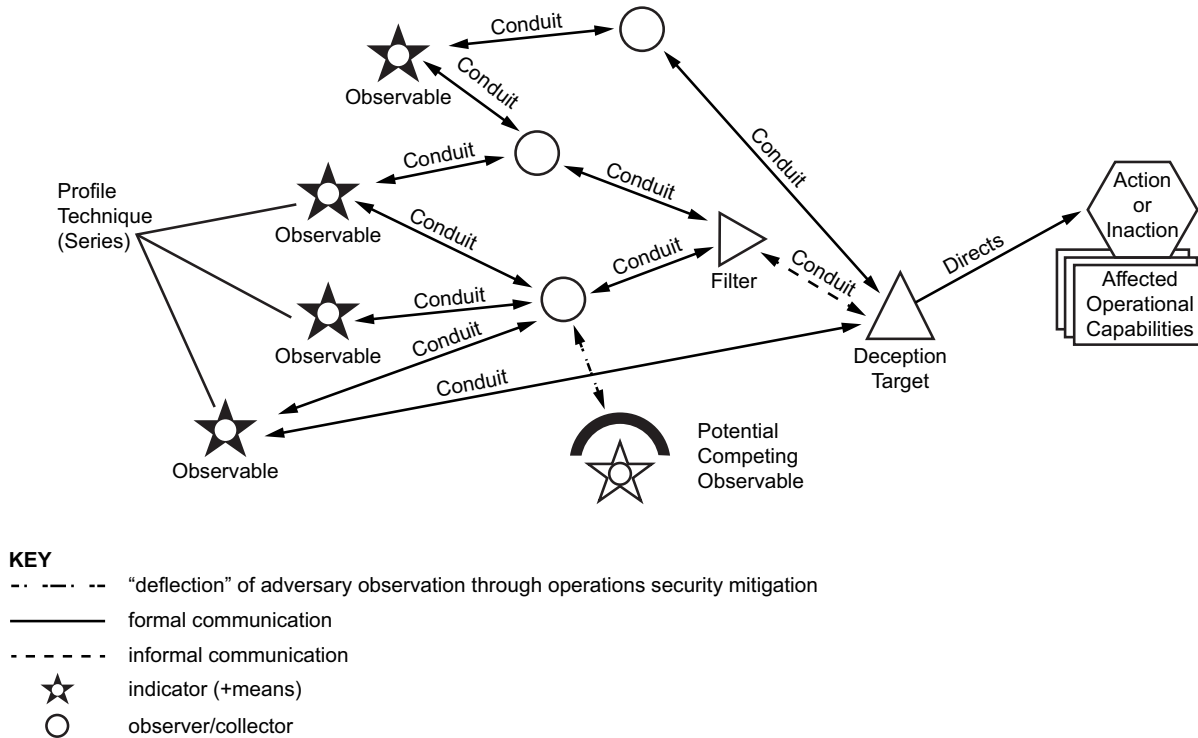 Conduit
Observable
Conduit
Conduit
Conduit
Conduit
Profile
Technique
(Series)
Observable
Conduit
Conduit
Filter
Conduit
Conduit
Observable
Conduit
Conduit
Observable
Deception
Target
Directs
Action
or
Inaction
Affected
Operational
Capabilities
Potential
Competing
Observable
KEY
“deflection” of adversary observation through operations security mitigation
formal communication
informal communication
indicator (+means)
observer/collector